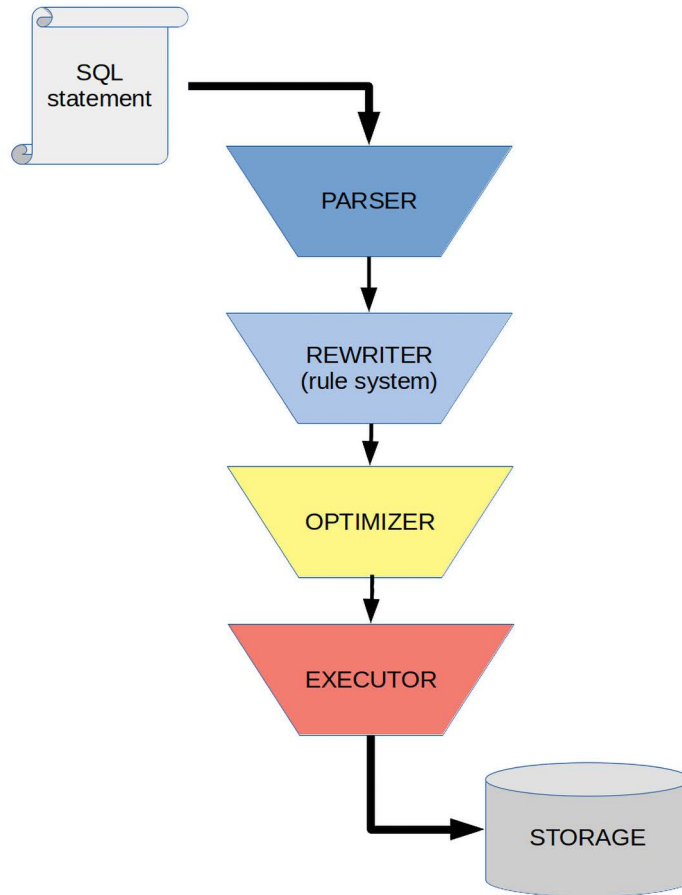 SQL
statement
PARSER
REWRITER
(rule system)
OPTIMIZER
EXECUTOR
STORAGE